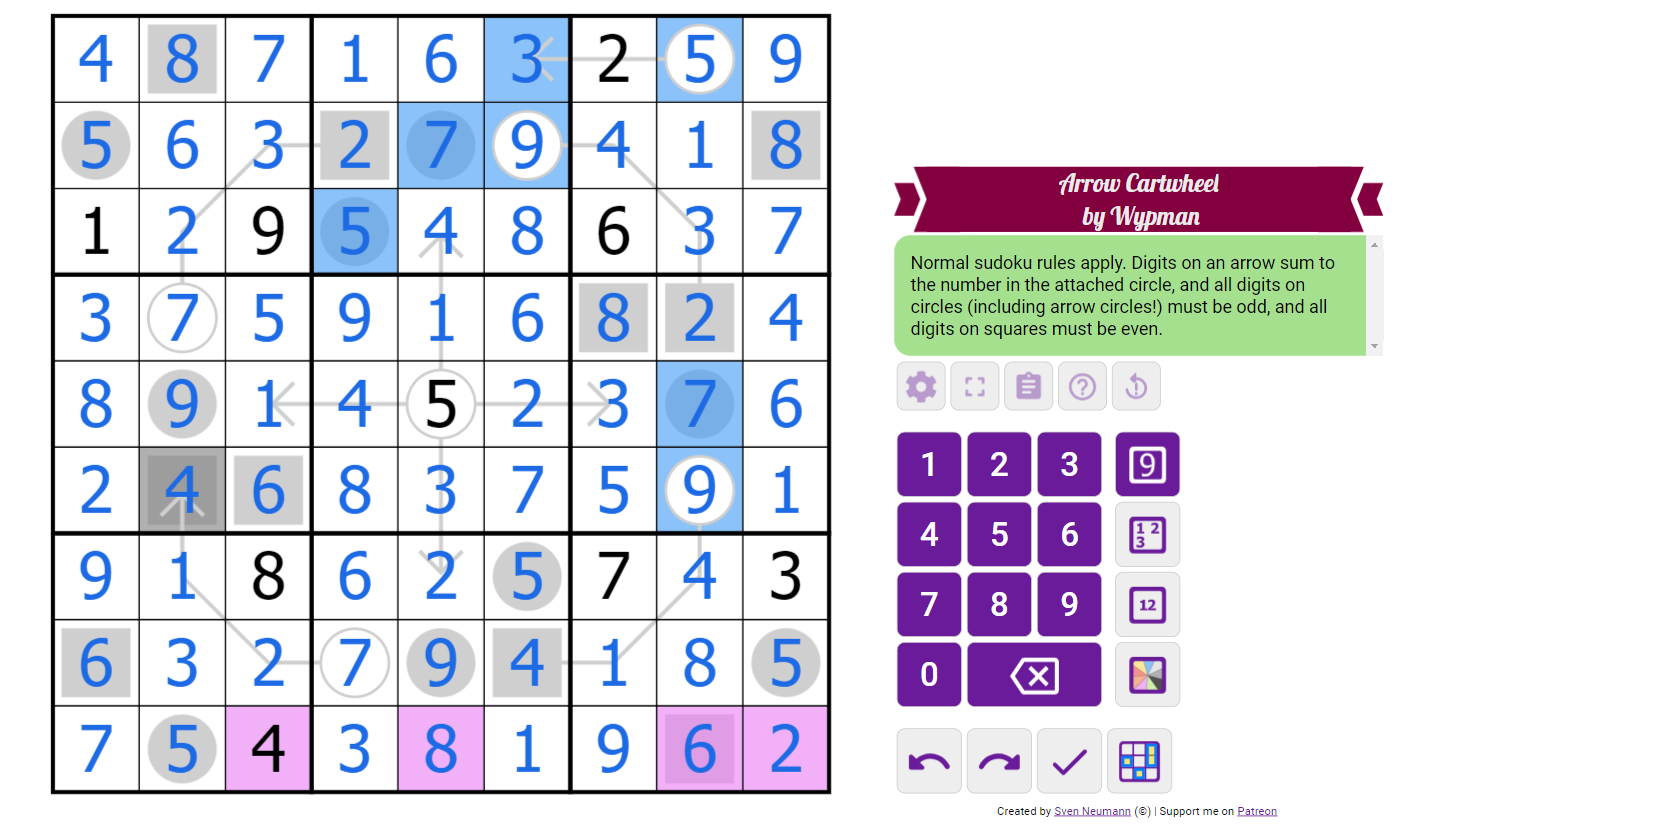 4 8 7 1 6 3 2 5 9
5 6 3 2 7 9 4 1 8
1 2 9 5 4 8 6 3 7
3 7 5 9 1 6 8 2 4
8 9 1 4 5 2 3 7 6
2 4 6 8 3 7 5 9 1
9 1 8 6 2 5 7 4 3
6 3 2 7 9 4 1 8 5
7 5 4 3 8 1 9 6 2
Arrow Cartwheel
by Wypman
Normal sudoku rules apply. Digits on an arrow sum to
the number in the attached circle, and all digits on
circles (including arrow circles!) must be odd, and all
digits on squares must be even.
1 2 3 9
4 5 6 1 2 3
7 8 9 12
0
Created by Sven Neumann (©) | Support me on Patreon